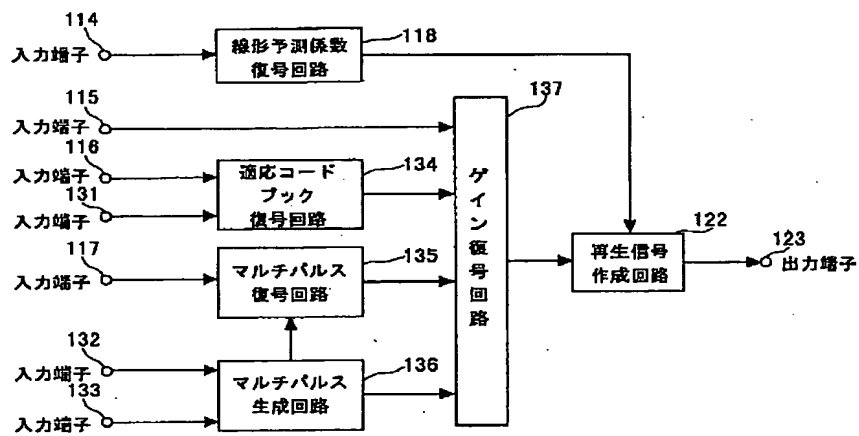 114
入力端子
線形予測係数
復号回路
118
115
入力端子
137
116
入力端子
131
入力端子
適応コード
ブック
復号回路
134
ゲイン復号回路
117
入力端子
マルチパルス
復号回路
135
132
入力端子
133
入力端子
マルチパルス
生成回路
136
再生信号
作成回路
122
123
出力端子